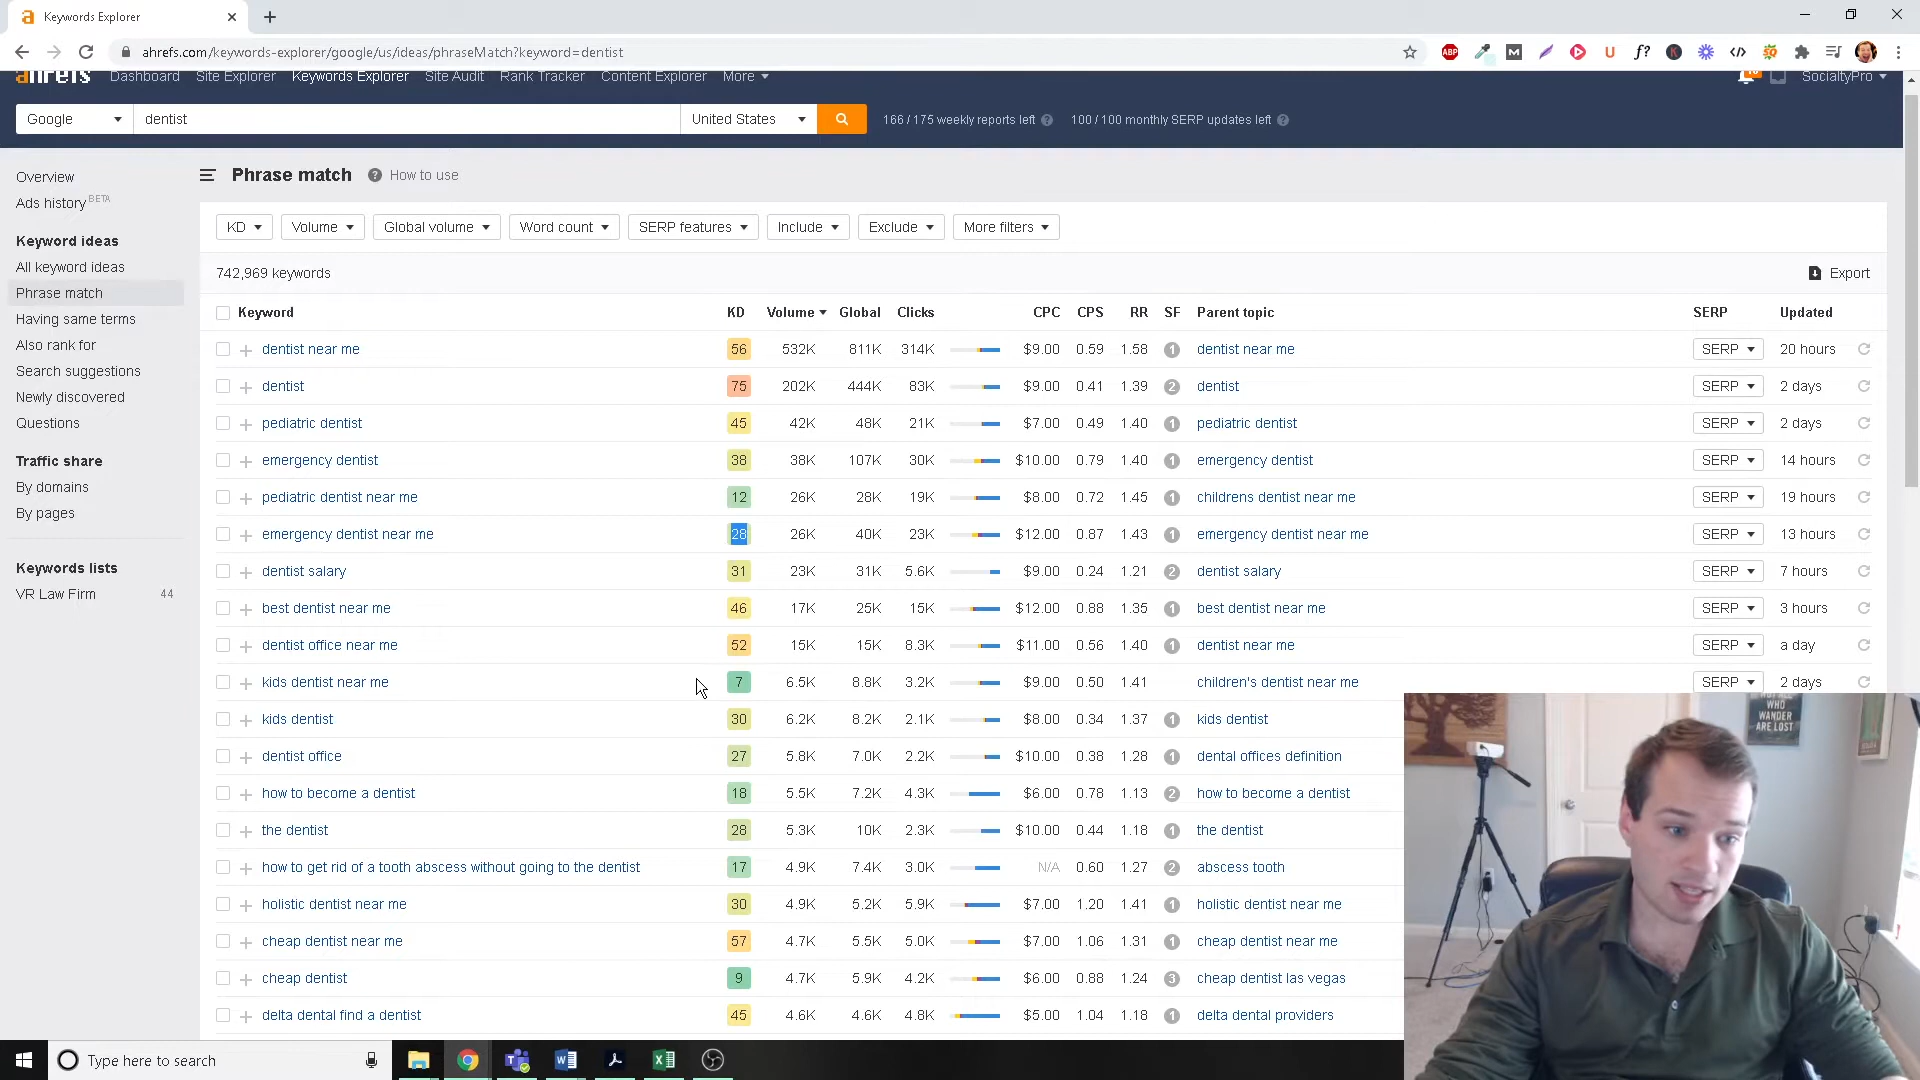 Keywords Explorer
ahrefs.com/keywords-explorer/google/us/ideas/phraseMatch?keyword=dentist
ABP M U f? K
ahrefs Dashboard Site Explorer Keywords Explorer Site Audit Rank Tracker Content Explorer More SocialtyPro
Google dentist United States 166 / 175 weekly reports left 100 / 100 monthly SERP updates left
Overview
Ads history BETA
Keyword ideas
All keyword ideas
Phrase match
Having same terms
Also rank for
Search suggestions
Newly discovered
Questions
Traffic share
By domains
By pages
Keywords lists
VR Law Firm 44
Phrase match How to use
KD Volume Global volume Word count SERP features Include Exclude More filters
742,969 keywords Export
Keyword KD Volume Global Clicks CPC CPS RR SF Parent topic SERP Updated
dentist near me 56 532K 811K 314K $9.00 0.59 1.58 1 dentist near me SERP 20 hours
dentist 75 202K 444K 83K $9.00 0.41 1.39 2 dentist SERP 2 days
pediatric dentist 45 42K 48K 21K $7.00 0.49 1.40 1 pediatric dentist SERP 2 days
emergency dentist 38 38K 107K 30K $10.00 0.79 1.40 1 emergency dentist SERP 14 hours
pediatric dentist near me 12 26K 28K 19K $8.00 0.72 1.45 1 childrens dentist near me SERP 19 hours
emergency dentist near me 28 26K 40K 23K $12.00 0.87 1.43 1 emergency dentist near me SERP 13 hours
dentist salary 31 23K 31K 5.6K $9.00 0.24 1.21 2 dentist salary SERP 7 hours
best dentist near me 46 17K 25K 15K $12.00 0.88 1.35 1 best dentist near me SERP 3 hours
dentist office near me 52 15K 15K 8.3K $11.00 0.56 1.40 1 dentist near me SERP a day
kids dentist near me 7 6.5K 8.8K 3.2K $9.00 0.50 1.41 children's dentist near me SERP 2 days
kids dentist 30 6.2K 8.2K 2.1K $8.00 0.34 1.37 1 kids dentist
dentist office 27 5.8K 7.0K 2.2K $10.00 0.38 1.28 1 dental offices definition
how to become a dentist 18 5.5K 7.2K 4.3K $6.00 0.78 1.13 2 how to become a dentist
the dentist 28 5.3K 10K 2.3K $10.00 0.44 1.18 1 the dentist
how to get rid of a tooth abscess without going to the dentist 17 4.9K 7.4K 3.0K N/A 0.60 1.27 2 abscess tooth
holistic dentist near me 30 4.9K 5.2K 5.9K $7.00 1.20 1.41 1 holistic dentist near me
cheap dentist near me 57 4.7K 5.5K 5.0K $7.00 1.06 1.31 1 cheap dentist near me
cheap dentist 9 4.7K 5.9K 4.2K $6.00 0.88 1.24 3 cheap dentist las vegas
delta dental find a dentist 45 4.6K 4.6K 4.8K $5.00 1.04 1.18 1 delta dental providers
WHO
WANDER
ARE LOST
Type here to search